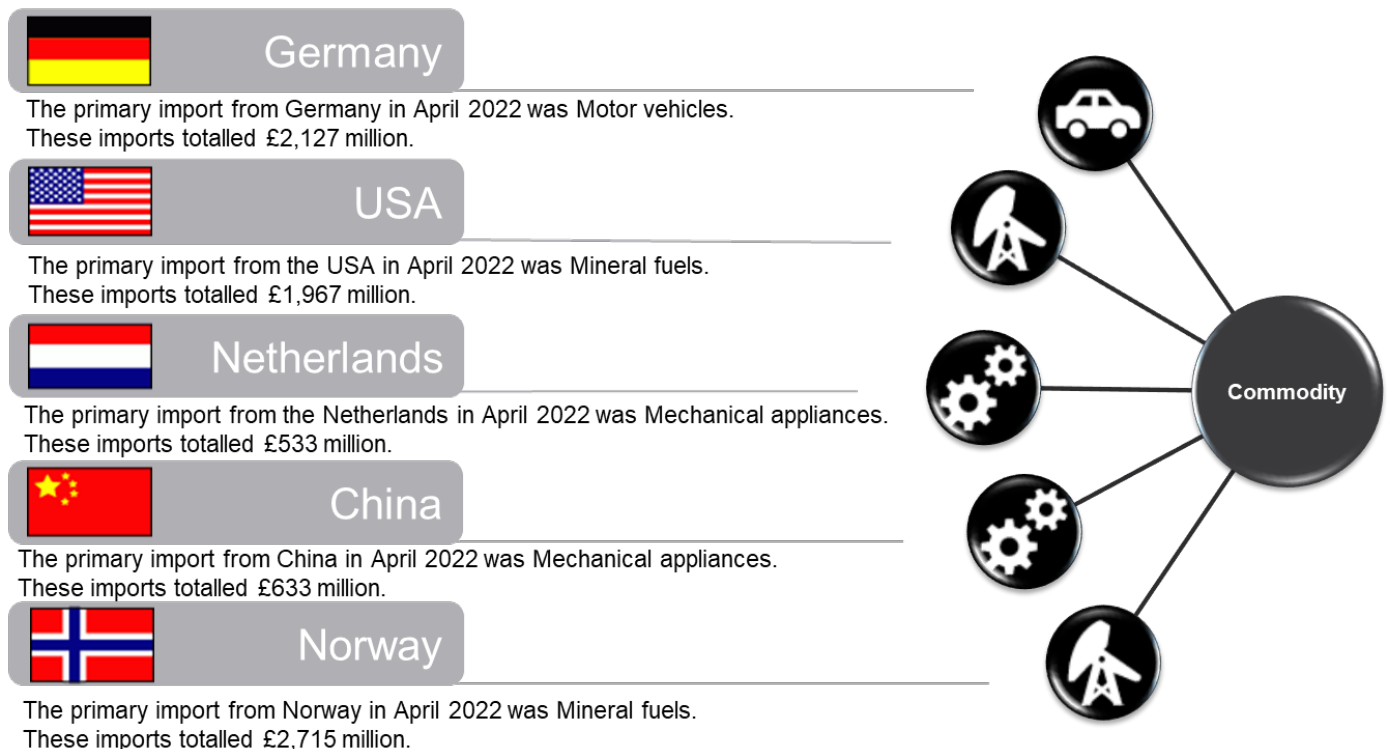 Germany
The primary import from Germany in April 2022 was Motor vehicles.
These imports totalled £2,127 million.
USA
The primary import from the USA in April 2022 was Mineral fuels.
These imports totalled £1,967 million.
Netherlands
The primary import from the Netherlands in April 2022 was Mechanical appliances.
These imports totalled £533 million.
China
The primary import from China in April 2022 was Mechanical appliances.
These imports totalled £633 million.
Norway
The primary import from Norway in April 2022 was Mineral fuels.
These imports totalled £2,715 million.
Commodity